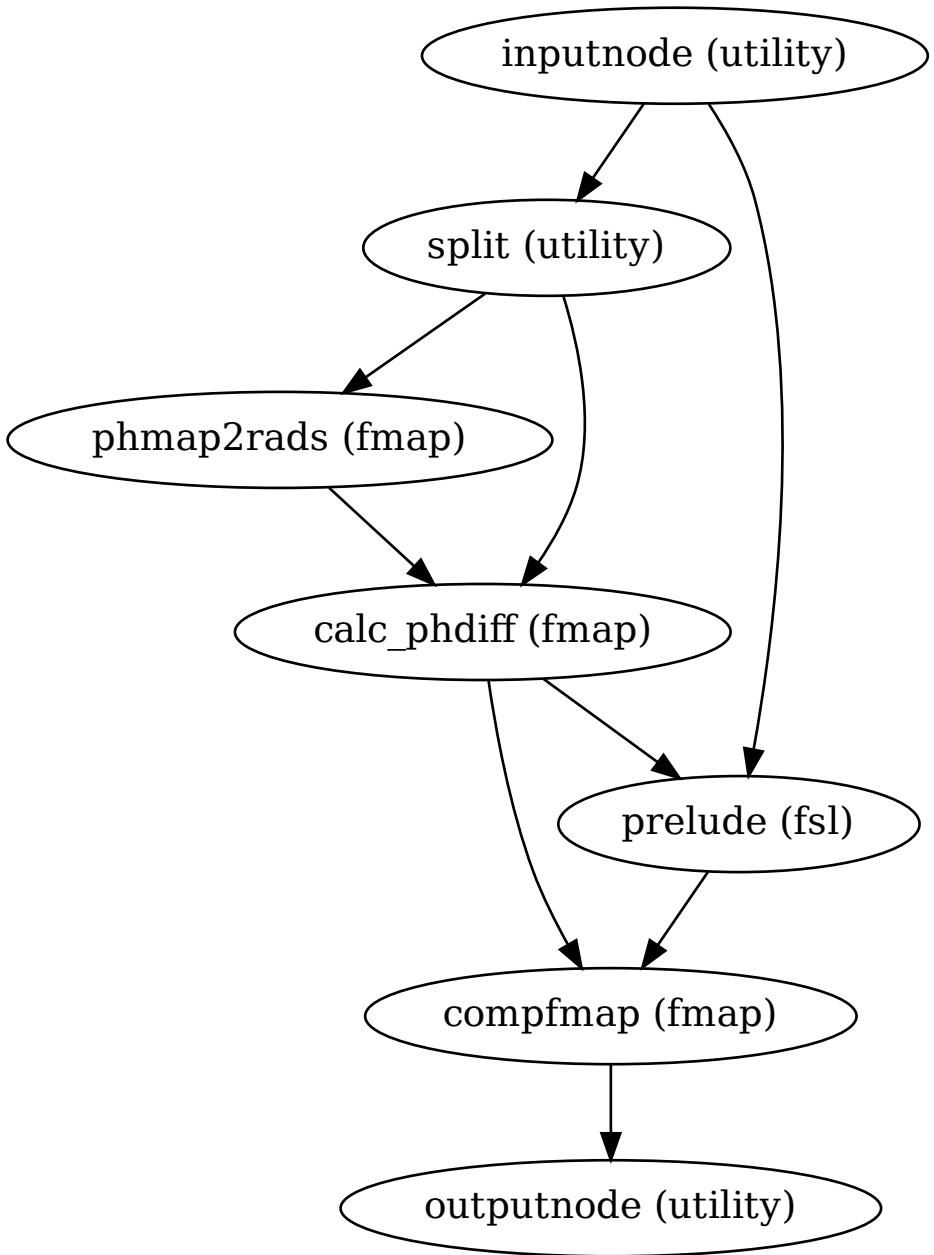 inputnode (utility)
split (utility)
phmap2rads (fmap)
calc_phdiff (fmap)
prelude (fsl)
compfmap (fmap)
outputnode (utility)